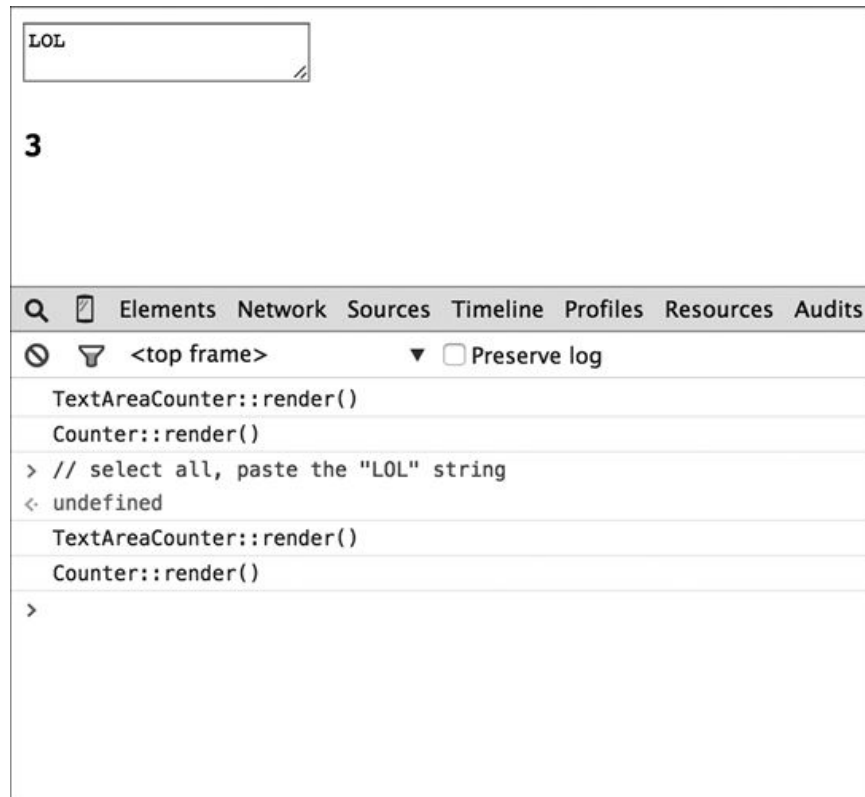 LOL
3
Elements Network Sources Timeline Profiles Resources Audits
<top frame> ▼ Preserve log
TextAreaCounter::render()
Counter::render()
> // select all, paste the "LOL" string
<· undefined
TextAreaCounter::render()
Counter::render()
>